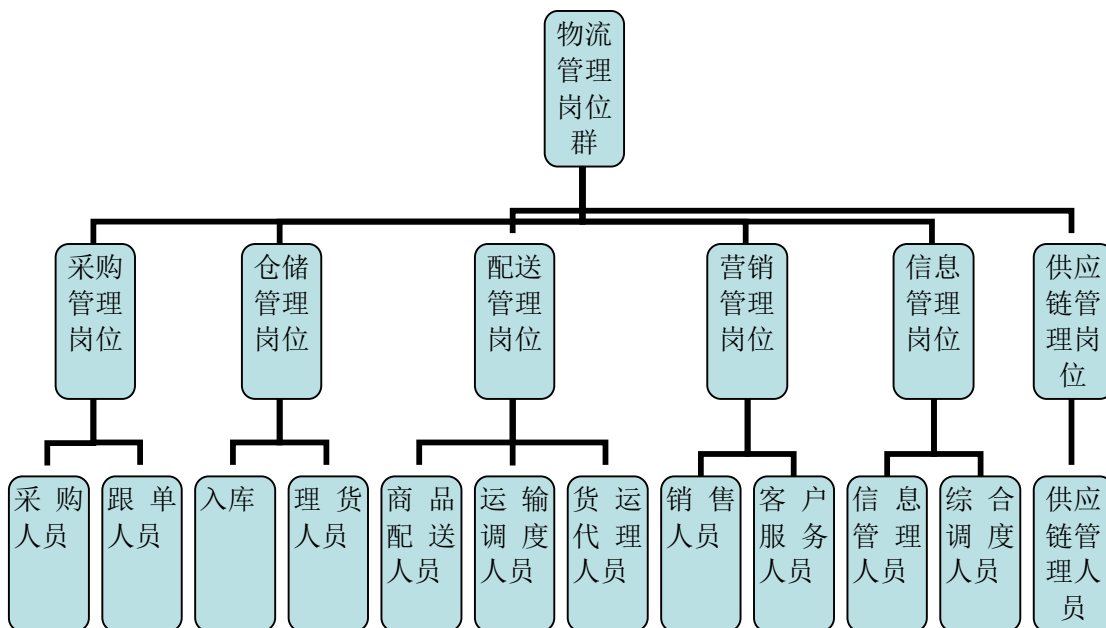 物流
管理
岗位
群
采购
管理
岗位
仓储
管理
岗位
配送
管理
岗位
营销
管理
岗位
信息
管理
岗位
供应
链管
理岗
位
采购
人员
跟单
人员
入库
理货
人员
商品
配送
人员
运输
调度
人员
货运
代理
人员
销售
人员
客户
服务
人员
信息
管理
人员
综合
调度
人员
供应
链管
理人
员